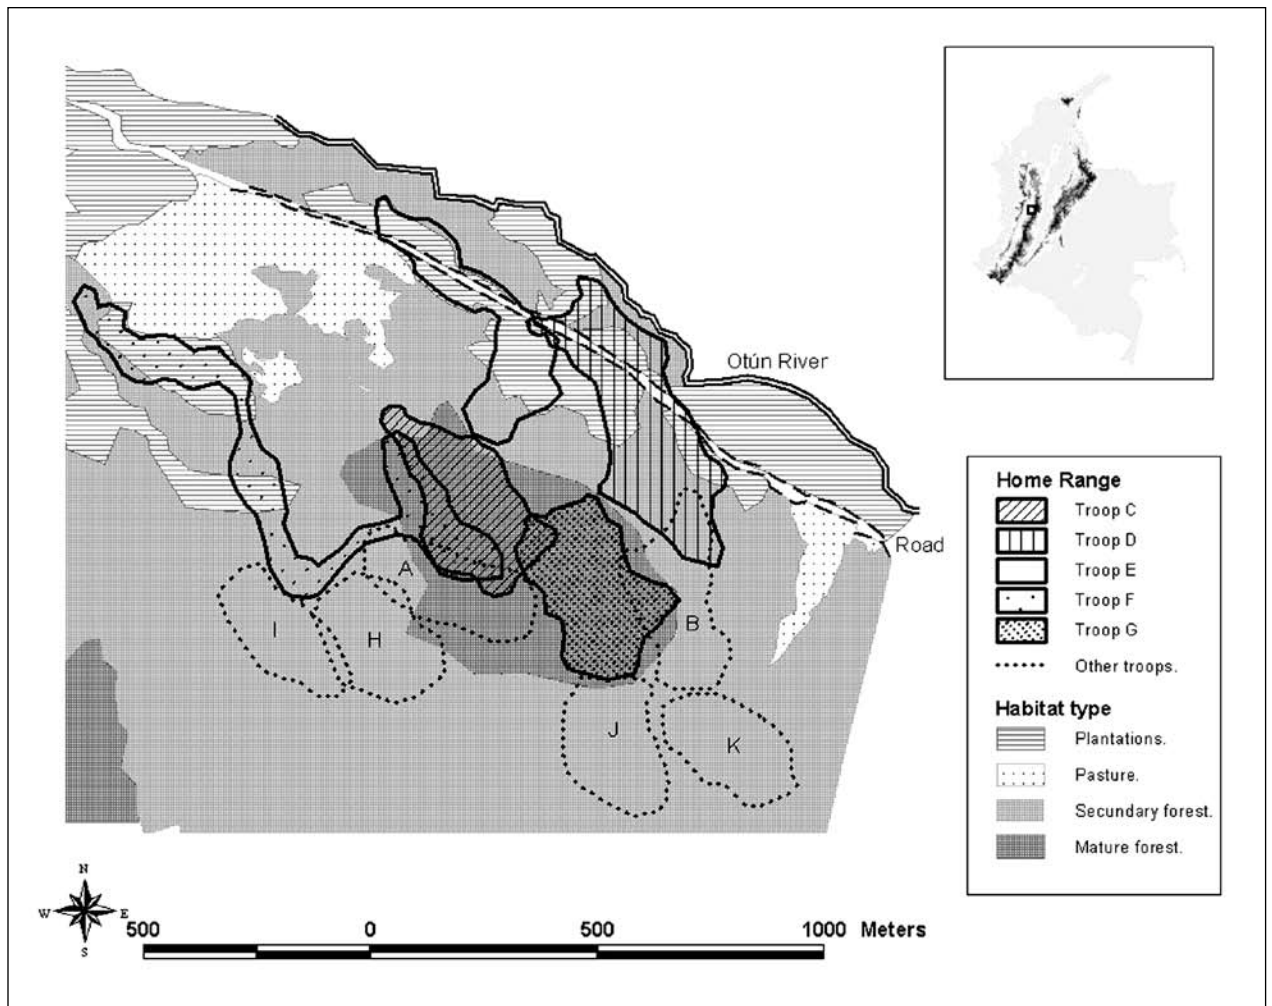 Otún River
Road
A
B
I
H
J
K
Home Range
Troop C
Troop D
Troop E
Troop F
Troop G
Other troops.
Habitat type
Plantations.
Pasture.
Secundary forest.
Mature forest.
N
W E
S
500 0 500 1000 Meters